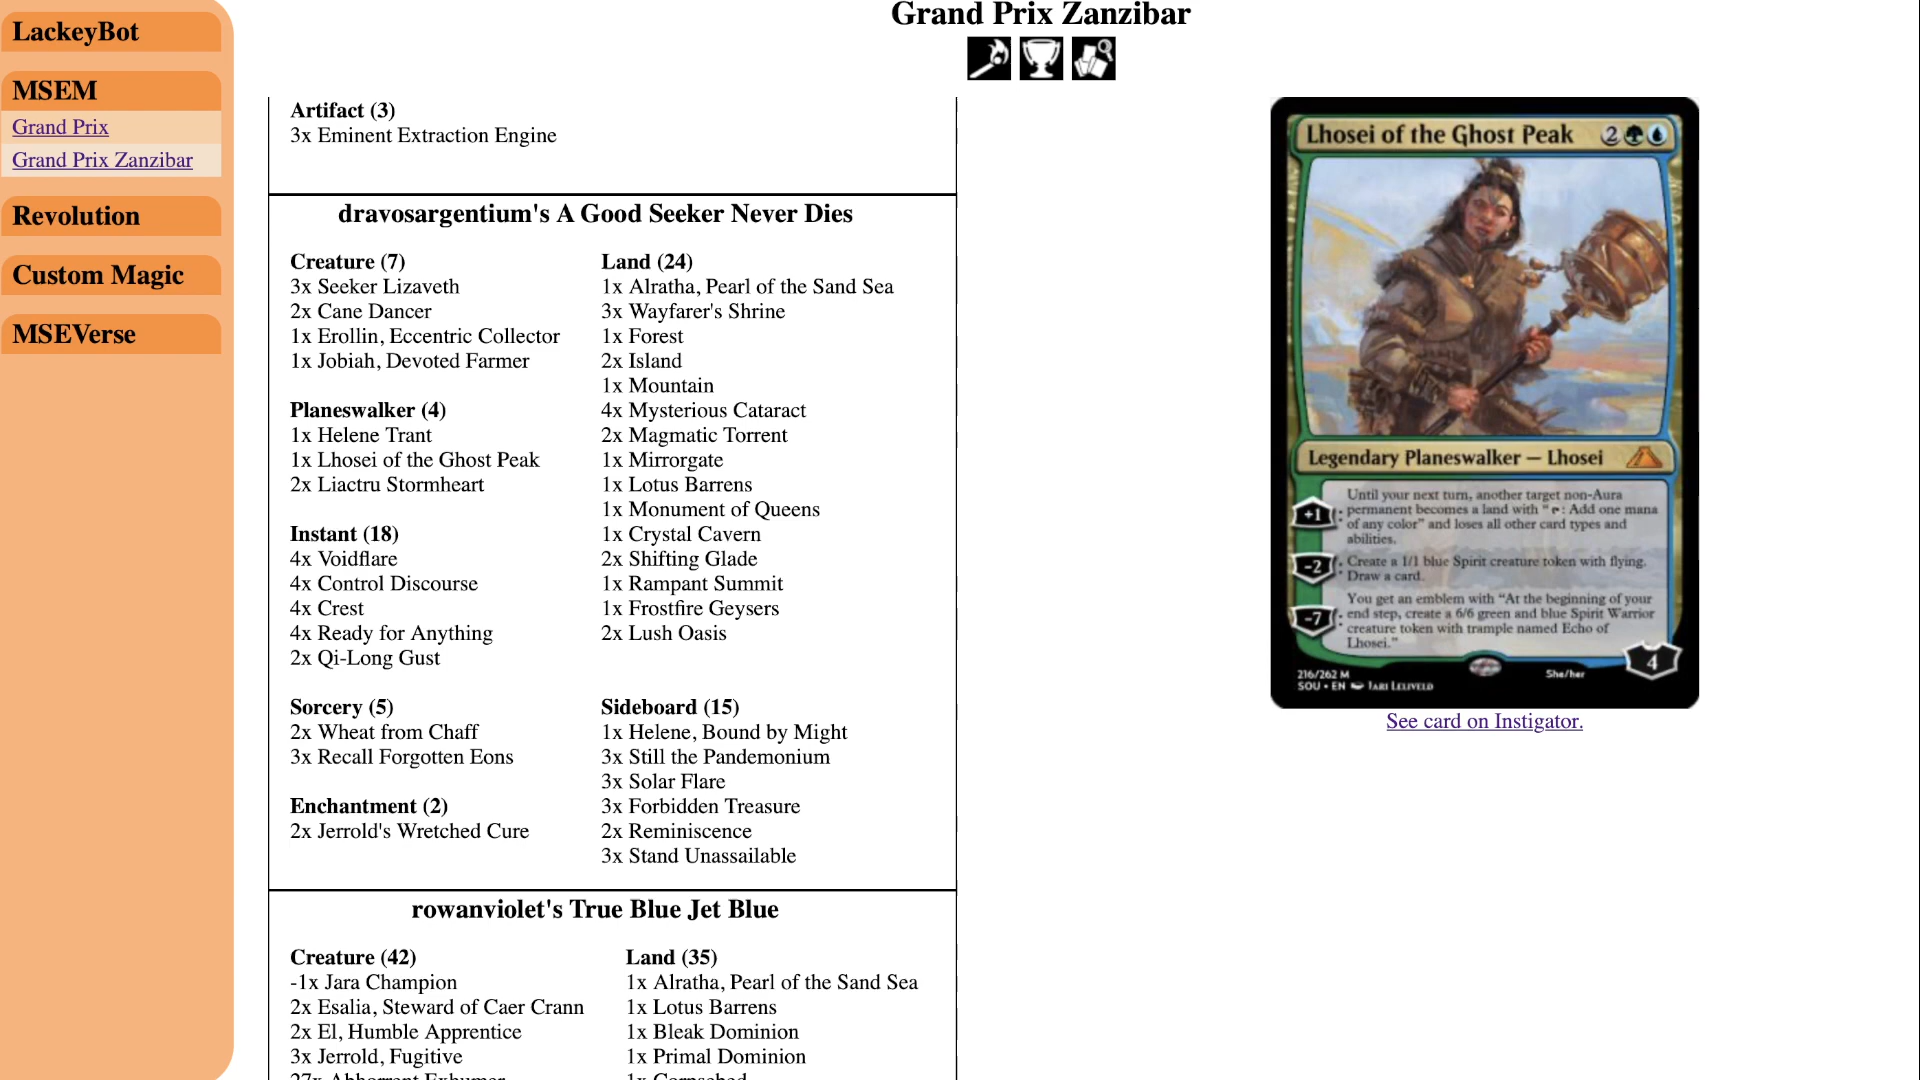 LackeyBot
MSEM
Grand Prix
Grand Prix Zanzibar
Revolution
Custom Magic
MSEVerse
Grand Prix Zanzibar
Artifact (3)
3x Eminent Extraction Engine
dravosargentium's A Good Seeker Never Dies
Creature (7)
3x Seeker Lizaveth
2x Cane Dancer
1x Erollin, Eccentric Collector
1x Jobiah, Devoted Farmer
Planeswalker (4)
1x Helene Trant
1x Lhosei of the Ghost Peak
2x Liactru Stormheart
Instant (18)
4x Voidflare
4x Control Discourse
4x Crest
4x Ready for Anything
2x Qi-Long Gust
Sorcery (5)
2x Wheat from Chaff
3x Recall Forgotten Eons
Enchantment (2)
2x Jerrold's Wretched Cure
Land (24)
1x Alratha, Pearl of the Sand Sea
3x Wayfarer's Shrine
1x Forest
2x Island
1x Mountain
4x Mysterious Cataract
2x Magmatic Torrent
1x Mirrorgate
1x Lotus Barrens
1x Monument of Queens
1x Crystal Cavern
2x Shifting Glade
1x Rampant Summit
1x Frostfire Geysers
2x Lush Oasis
Sideboard (15)
1x Helene, Bound by Might
3x Still the Pandemonium
3x Solar Flare
3x Forbidden Treasure
2x Reminiscence
3x Stand Unassailable
rowanviolet's True Blue Jet Blue
Creature (42)
-1x Jara Champion
2x Esalia, Steward of Caer Crann
2x El, Humble Apprentice
3x Jerrold, Fugitive
27x Abhorrent Exhumer
Land (35)
1x Alratha, Pearl of the Sand Sea
1x Lotus Barrens
1x Bleak Dominion
1x Primal Dominion
1x Cornsebed
Lhosei of the Ghost Peak 2
Legendary Planeswalker — Lhosei
+1: Until your next turn, another target non-Aura
permanent becomes a land with “: Add one mana
of any color” and loses all other card types and
abilities.
-2: Create a 1/1 blue Spirit creature token with flying.
Draw a card.
-7: You get an emblem with “At the beginning of your
end step, create a 6/6 green and blue Spirit Warrior
creature token with trample named Echo of
Lhosei.”
4
216/262 M
She/her
SOU • EN Jari Leliveld
See card on Instigator.